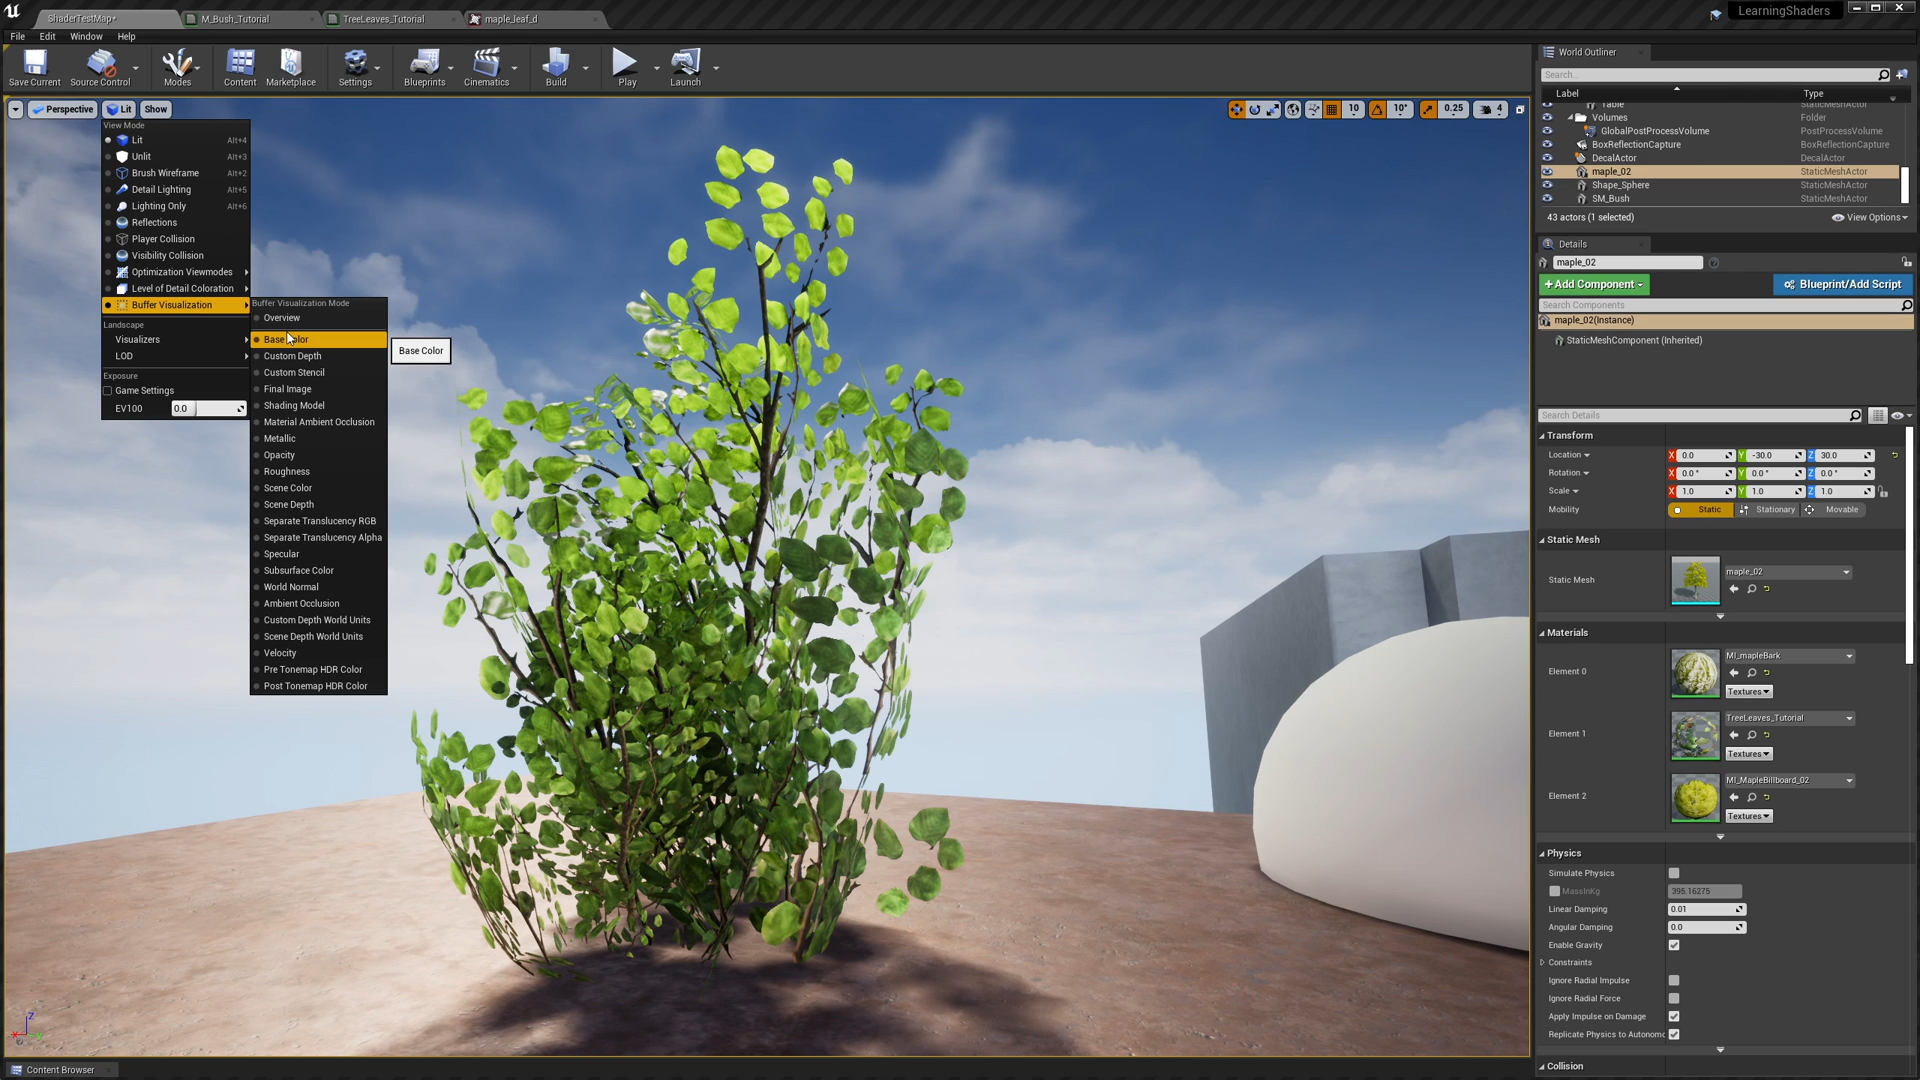 ShaderTestMap*
M_Bush_Tutorial
TreeLeaves_Tutorial
maple_leaf_d
LearningShaders
File Edit Window Help
Save Current
Source Control
Modes
Content
Marketplace
Settings
Blueprints
Cinematics
Build
Play
Launch
Perspective
Lit
Show
10
10°
0.25
4
View Mode
Lit Alt+4
Unlit Alt+3
Brush Wireframe Alt+2
Detail Lighting Alt+5
Lighting Only Alt+6
Reflections
Player Collision
Visibility Collision
Optimization Viewmodes
Level of Detail Coloration
Buffer Visualization
Landscape
Visualizers
LOD
Exposure
Game Settings
EV100 0.0
Buffer Visualization Mode
Overview
Base Color
Custom Depth
Custom Stencil
Final Image
Shading Model
Material Ambient Occlusion
Metallic
Opacity
Roughness
Scene Color
Scene Depth
Separate Translucency RGB
Separate Translucency Alpha
Specular
Subsurface Color
World Normal
Ambient Occlusion
Custom Depth World Units
Scene Depth World Units
Velocity
Pre Tonemap HDR Color
Post Tonemap HDR Color
Base Color
Z
Content Browser
World Outliner
Search...
Label Type
Table StaticMeshActor
Volumes Folder
GlobalPostProcessVolume PostProcessVolume
BoxReflectionCapture BoxReflectionCapture
DecalActor DecalActor
maple_02 StaticMeshActor
Shape_Sphere StaticMeshActor
SM_Bush StaticMeshActor
43 actors (1 selected) View Options
Details
maple_02
+Add Component
Blueprint/Add Script
Search Components
maple_02(Instance)
StaticMeshComponent (Inherited)
Search Details
Transform
Location X 0.0 Y -30.0 Z 30.0
Rotation X 0.0 ° Y 0.0 ° Z 0.0 °
Scale X 1.0 Y 1.0 Z 1.0
Mobility Static Stationary Movable
Static Mesh
Static Mesh maple_02
Materials
Element 0 MI_mapleBark
Textures
Element 1 TreeLeaves_Tutorial
Textures
Element 2 MI_MapleBillboard_02
Textures
Physics
Simulate Physics
MassInKg 395.16275
Linear Damping 0.01
Angular Damping 0.0
Enable Gravity
Constraints
Ignore Radial Impulse
Ignore Radial Force
Apply Impulse on Damage
Replicate Physics to Autonomo
Collision